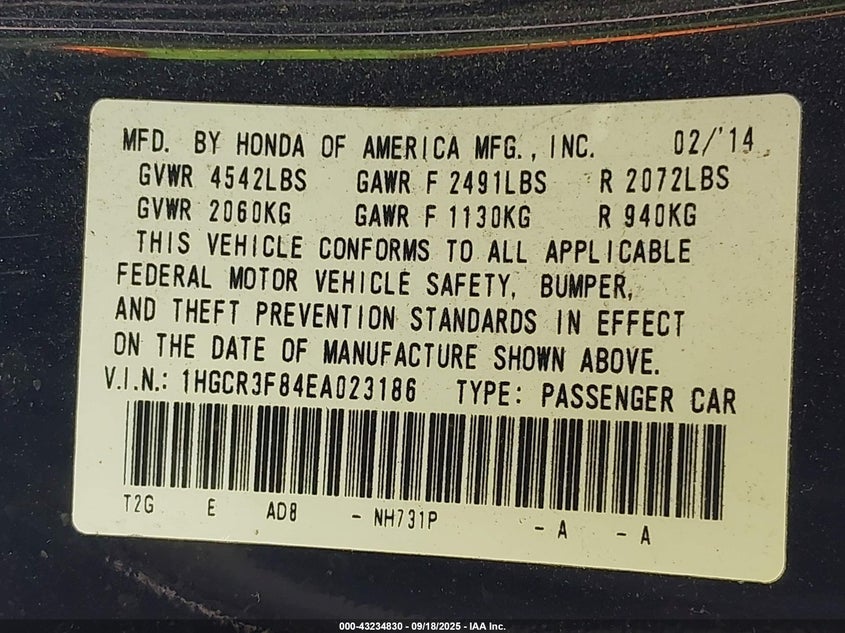 MFD. BY HONDA OF AMERICA MFG., INC. 02/'14
GVWR 4542LBS GAWR F 2491LBS R 2072LBS
GVWR 2060KG GAWR F 1130KG R 940KG
THIS VEHICLE CONFORMS TO ALL APPLICABLE
FEDERAL MOTOR VEHICLE SAFETY, BUMPER,
AND THEFT PREVENTION STANDARDS IN EFFECT
ON THE DATE OF MANUFACTURE SHOWN ABOVE.
V.I.N.: 1HGCR3F84EA023186 TYPE: PASSENGER CAR
T2G E AD8 - NH731P - A - A
000-43234830 - 09/18/2025 - IAA Inc.